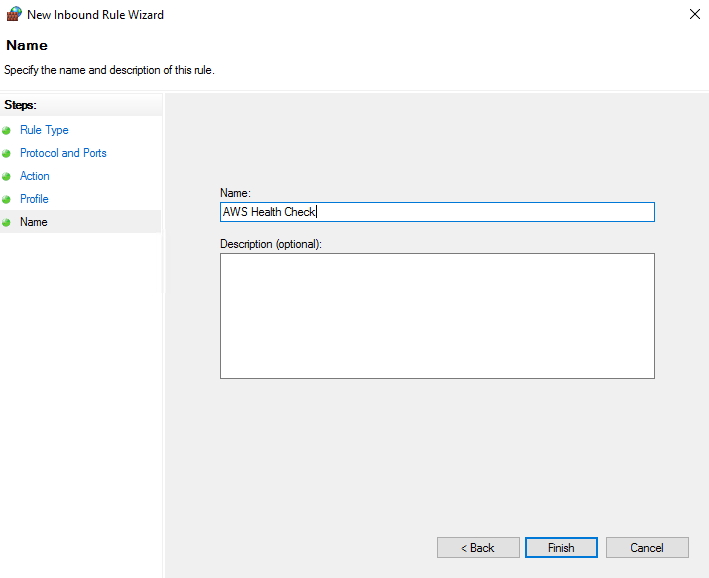 New Inbound Rule Wizard
Name
Specify the name and description of this rule.
Steps:
Rule Type
Protocol and Ports
Action
Profile
Name
Name:
AWS Health Check
Description (optional):
< Back
Finish
Cancel